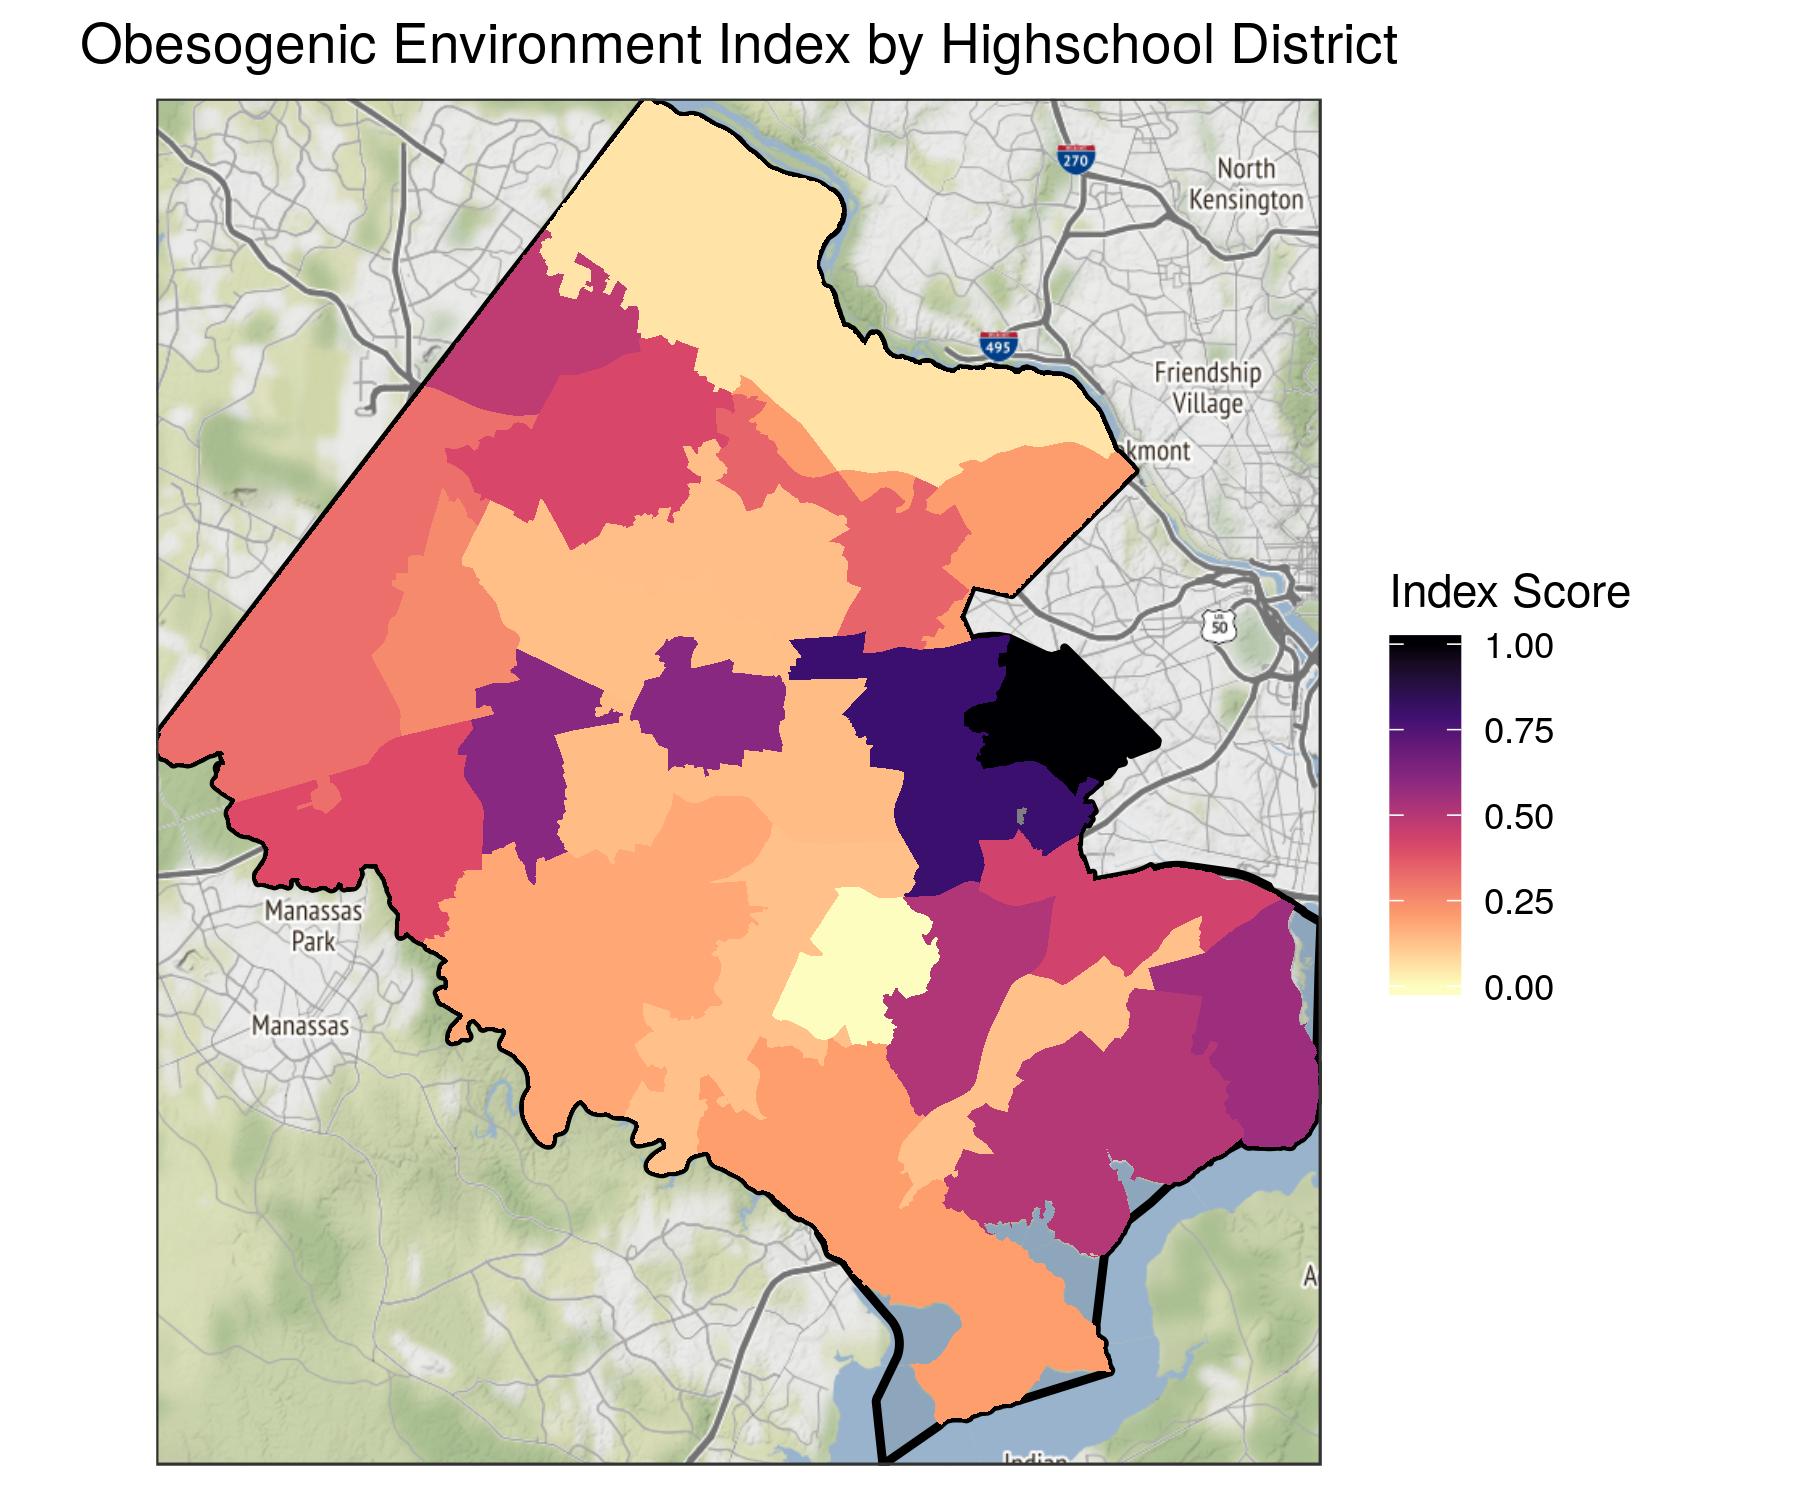 Obesogenic Environment Index by Highschool District
270
North
Kensington
495
Friendship
Village
kmont
50
Index Score
1.00
0.75
0.50
0.25
0.00
Manassas
Park
Manassas
A
Indian